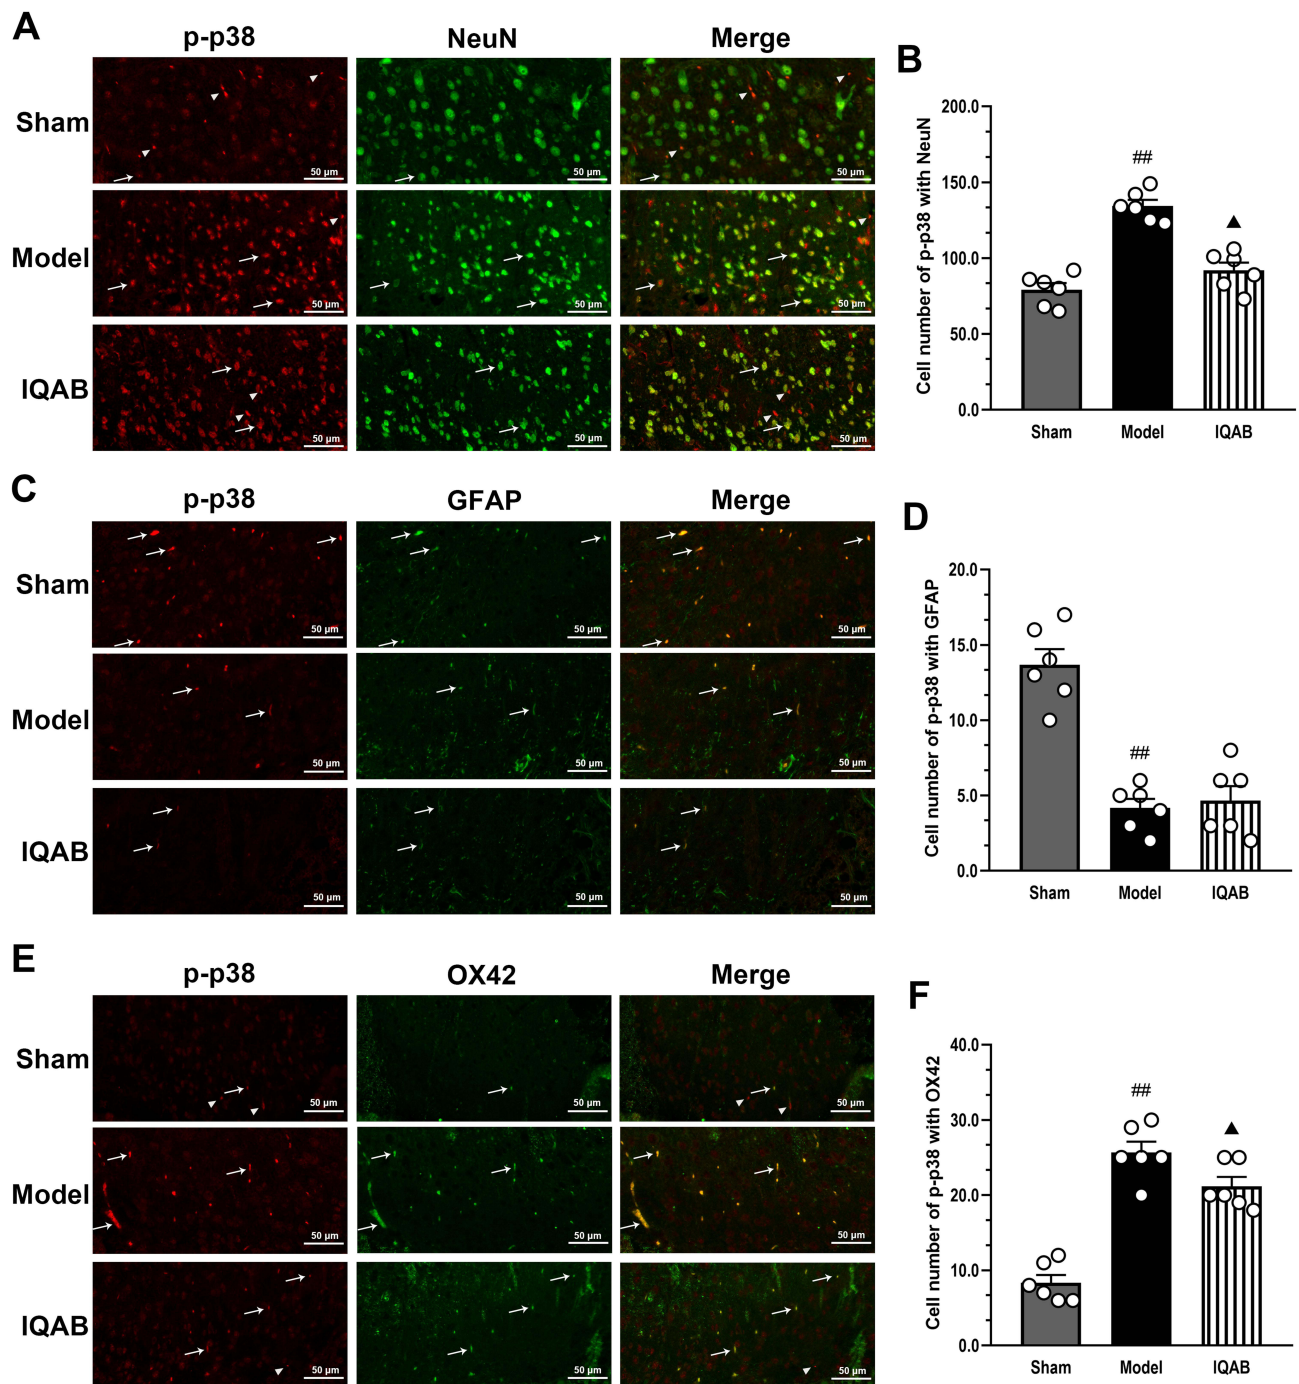 A
p-p38 NeuN Merge
Sham
50 µm 50 µm 50 µm
Model
50 µm 50 µm 50 µm
IQAB
50 µm 50 µm 50 µm
B
Cell number of p-p38 with NeuN
200.0
150.0
100.0
50.0
0.0
##
▲
Sham Model IQAB
C
p-p38 GFAP Merge
Sham
50 µm 50 µm 50 µm
Model
50 µm 50 µm 50 µm
IQAB
50 µm 50 µm 50 µm
D
Cell number of p-p38 with GFAP
20.0
15.0
10.0
5.0
0.0
##
Sham Model IQAB
E
p-p38 OX42 Merge
Sham
50 µm 50 µm 50 µm
Model
50 µm 50 µm 50 µm
IQAB
50 µm 50 µm 50 µm
F
Cell number of p-p38 with OX42
40.0
30.0
20.0
10.0
0.0
##
▲
Sham Model IQAB